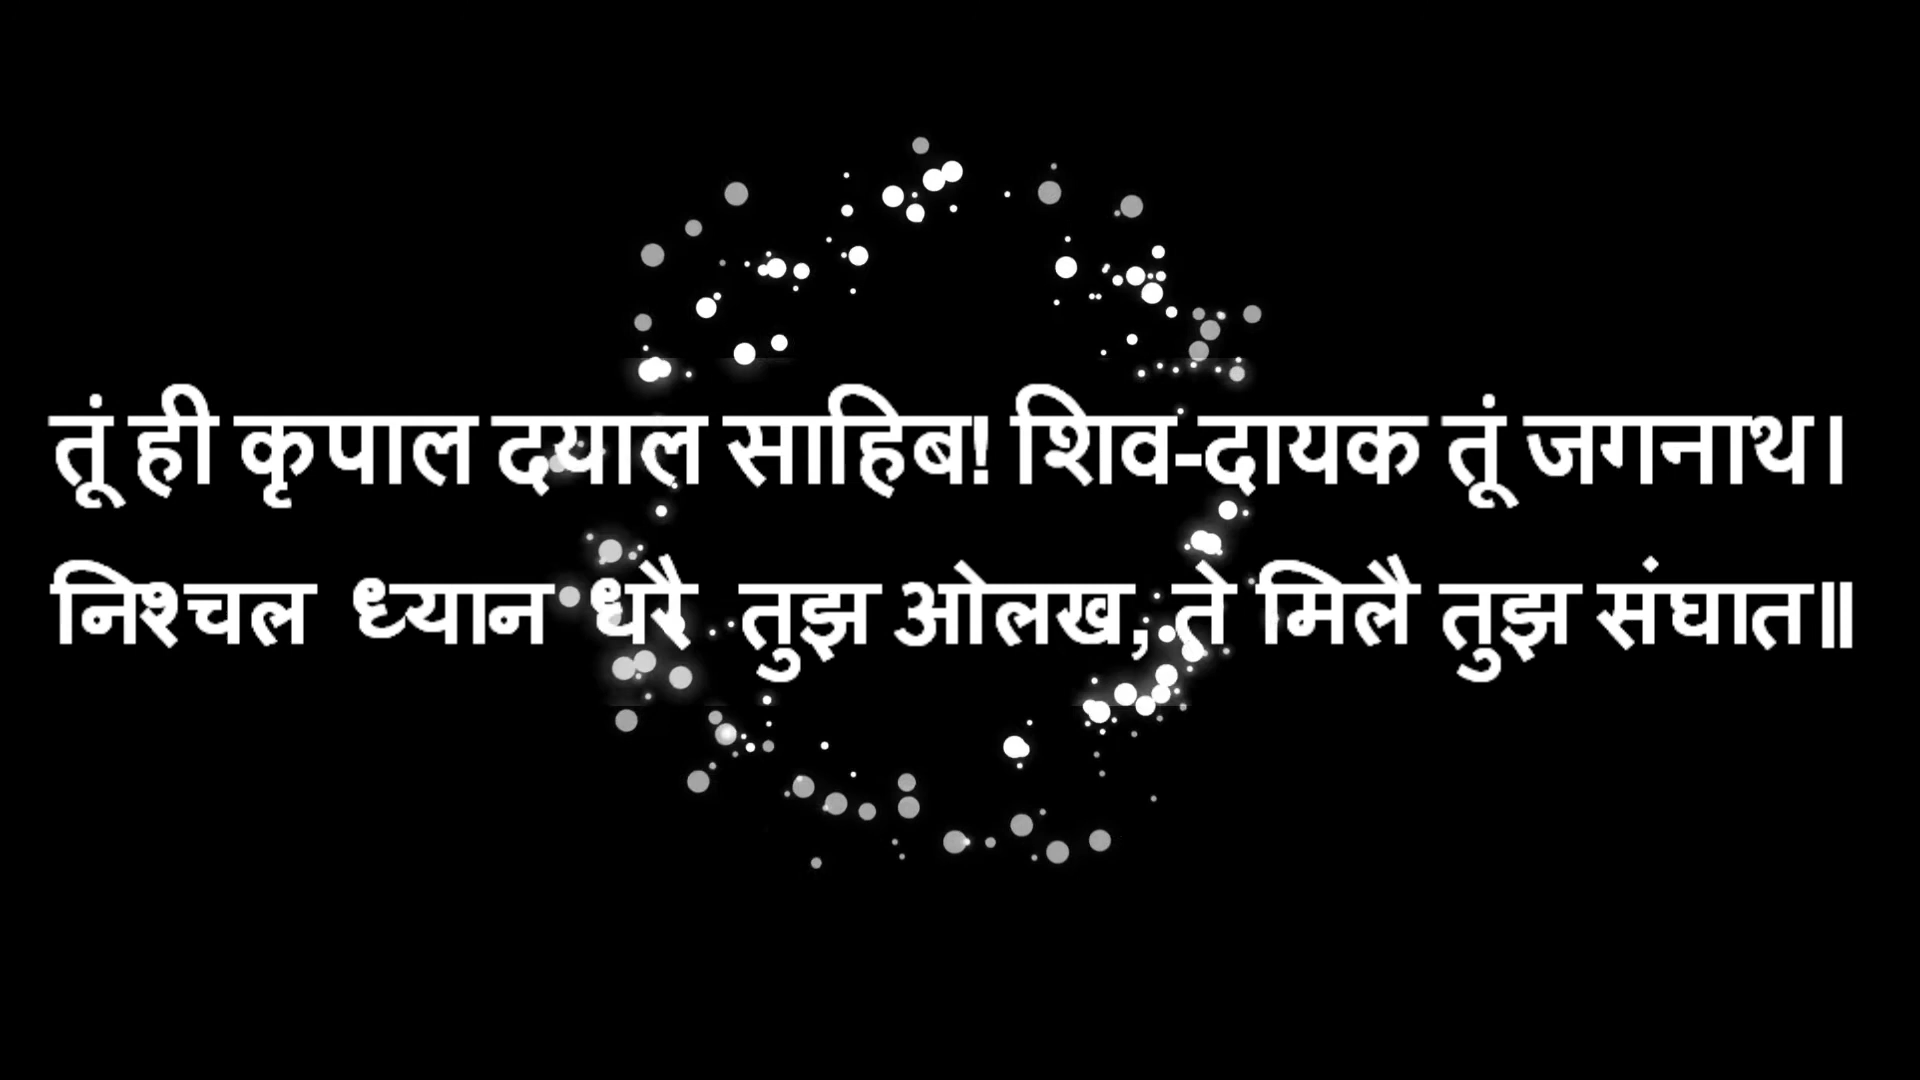 तूं ही कृपाल दयाल साहिब! शिव-दायक तूं जगनाथ।
निश्चल ध्यान धरै तुझ ओलख, ते मिलै तुझ संघात॥